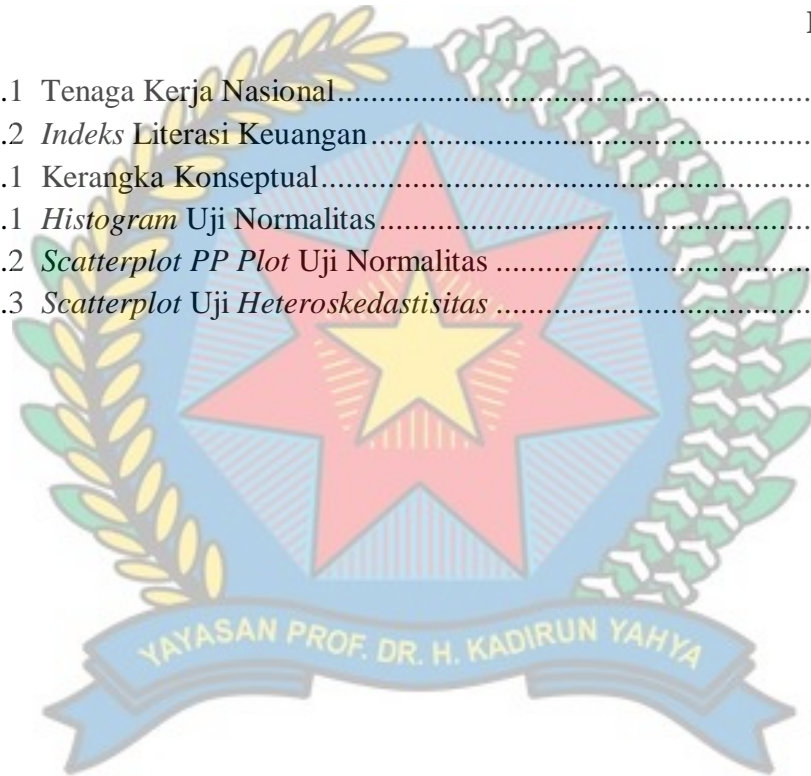 .1 Tenaga Kerja Nasional........................................................................
.2 Indeks Literasi Keuangan....................................................................
.1 Kerangka Konseptual..........................................................................
.1 Histogram Uji Normalitas...................................................................
.2 Scatterplot PP Plot Uji Normalitas ....................................................
.3 Scatterplot Uji Heteroskedastisitas ....................................................
YAYASAN PROF. DR. H. KADIRUN YAHYA